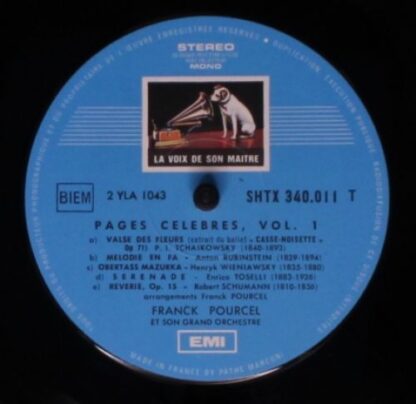 STEREO
MONO
LA VOIX DE SON MAITRE
BIEM
2 YLA 1043
SHTX 340.011 T
PAGES CELEBRES, VOL. 1
a) VALSE DES FLEURS (extrait du ballet « CASSE-NOISETTE »
Op 71) P. I. TCHAIKOWSKY (1840-1893)
b) MELODIE EN FA - Anton RUBINSTEIN (1829-1894)
c) OBERTASS MAZURKA - Henryk WIENIAWSKY (1835-1880)
d) SERENADE - Enrico TOSELLI (1883-1926)
e) REVERIE, Op. 15 - Robert SCHUMANN (1810-1856)
arrangements Franck POURCEL
FRANCK POURCEL
ET SON GRAND ORCHESTRE
EMI
MADE IN FRANCE BY PATHE MARCONI